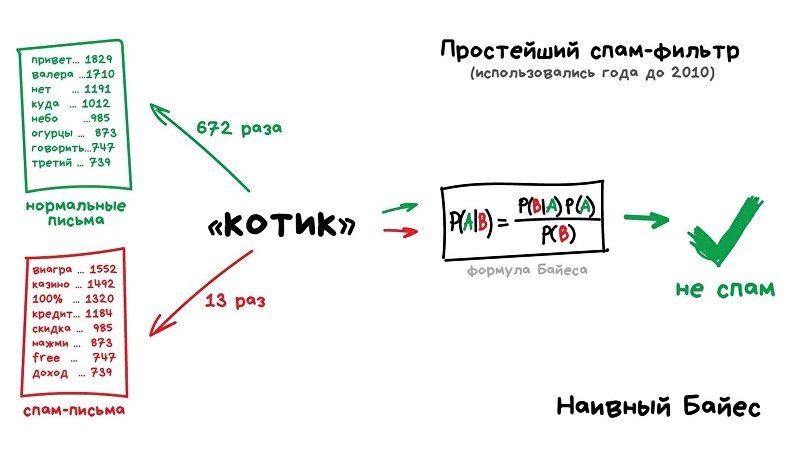 Простейший спам-фильтр
(использовались года до 2010)
привет... 1829
валера ...1710
нет ... 1191
куда ... 1012
небо ...985
огурцы ... 873
говорить...747
третий ... 739
нормальные
письма
672 раза
«КОТИК»
13 раз
виагра ... 1552
казино ... 1492
100% ... 1320
кредит... 1184
скидка ... 985
нажми ... 873
free ... 747
доход ... 739
спам-письма
P(A|B) = P(B|A) P(A) / P(B)
формула Байеса
не спам
Наивный Байес